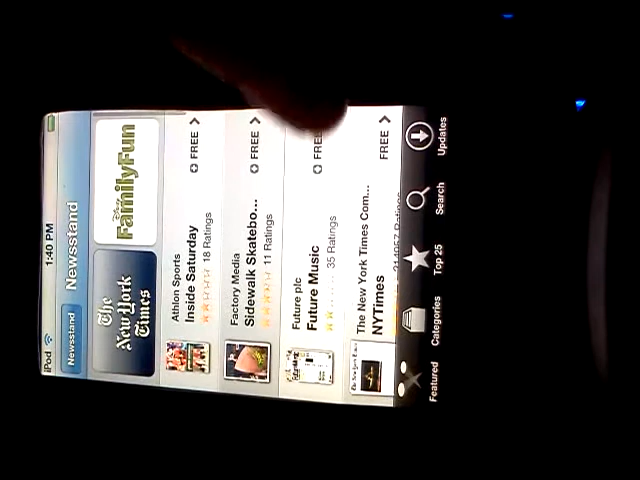 iPod
1:40 PM
Newsstand
Newsstand
The
New York
Times
Disney
FamilyFun
Athlon Sports
Inside Saturday
18 Ratings
FREE
Factory Media
Sidewalk Skatebo...
11 Ratings
FREE
Future plc
Future Music
35 Ratings
FREE
The New York Times Com...
NYTimes
FREE
Featured
Categories
Top 25
Search
Updates